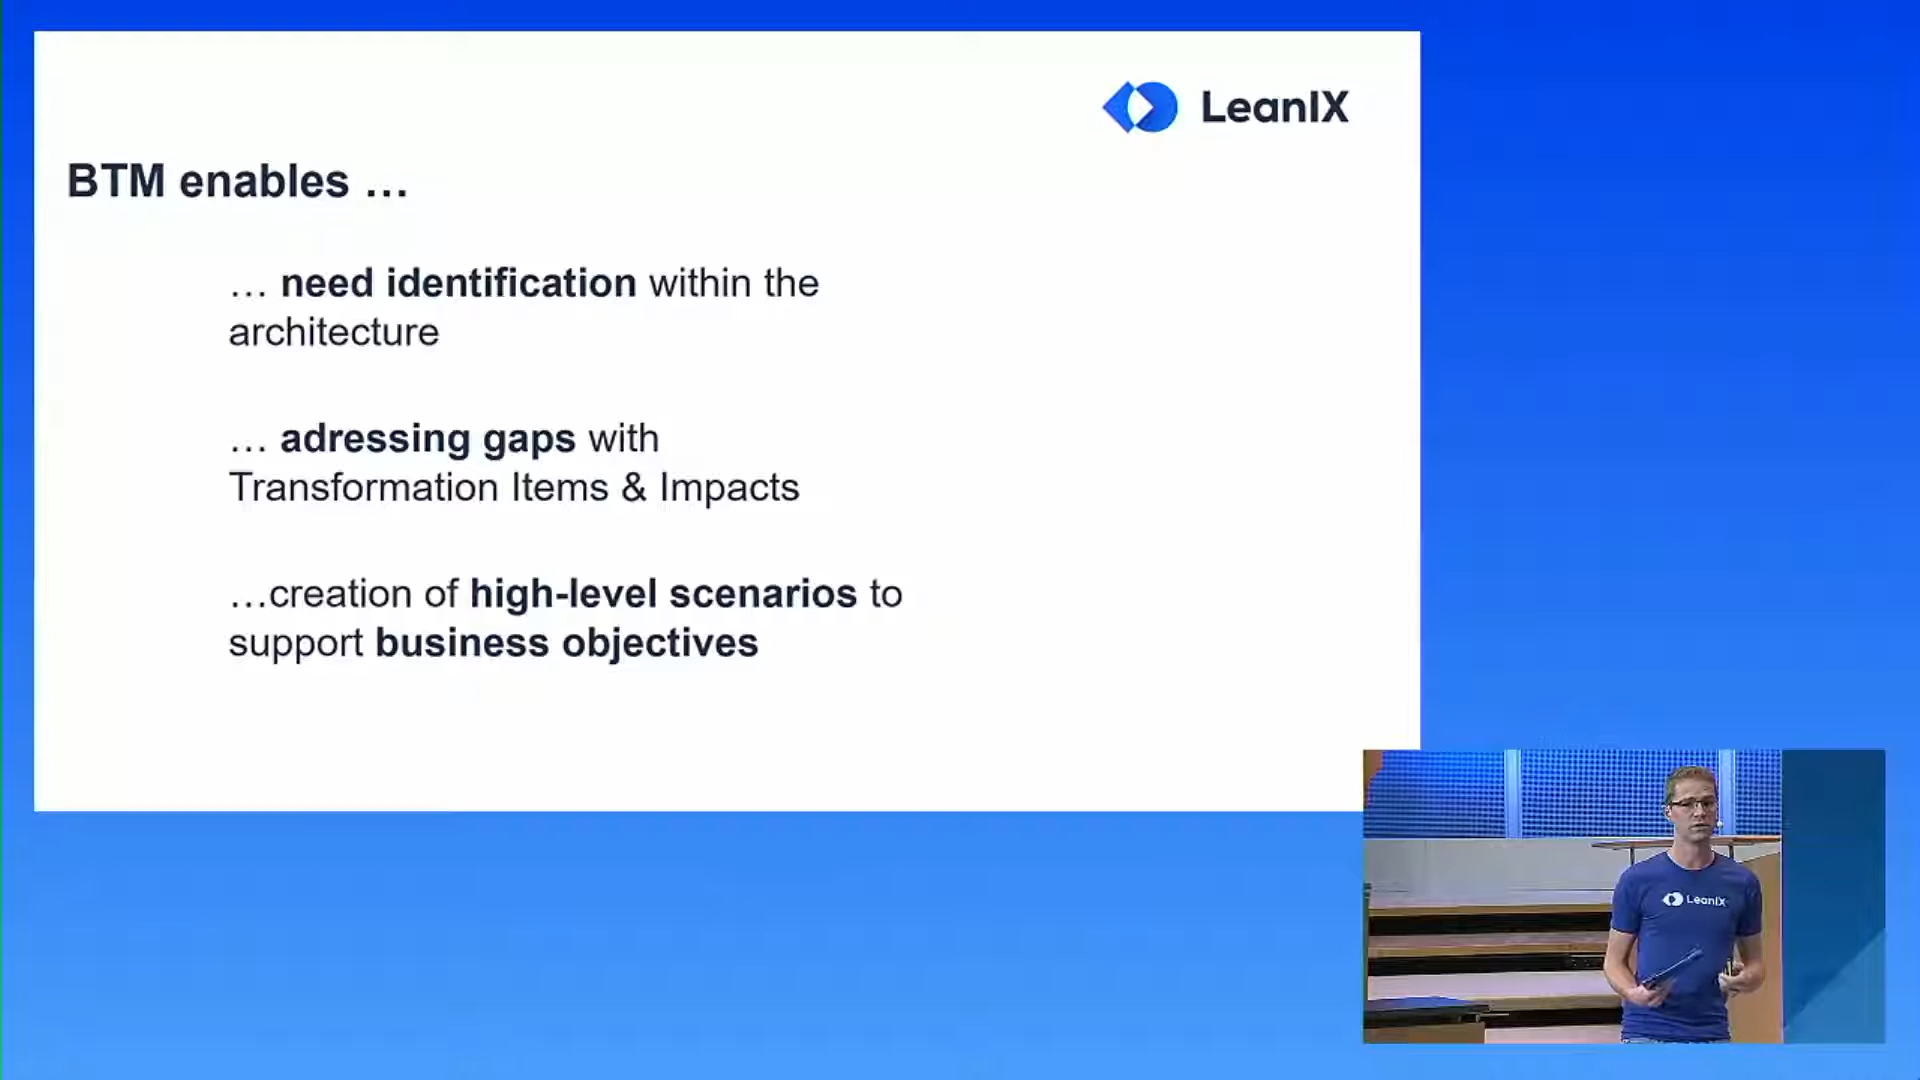 LeanIX
BTM enables …
… need identification within the
architecture
… adressing gaps with
Transformation Items & Impacts
…creation of high-level scenarios to
support business objectives
LeanIX